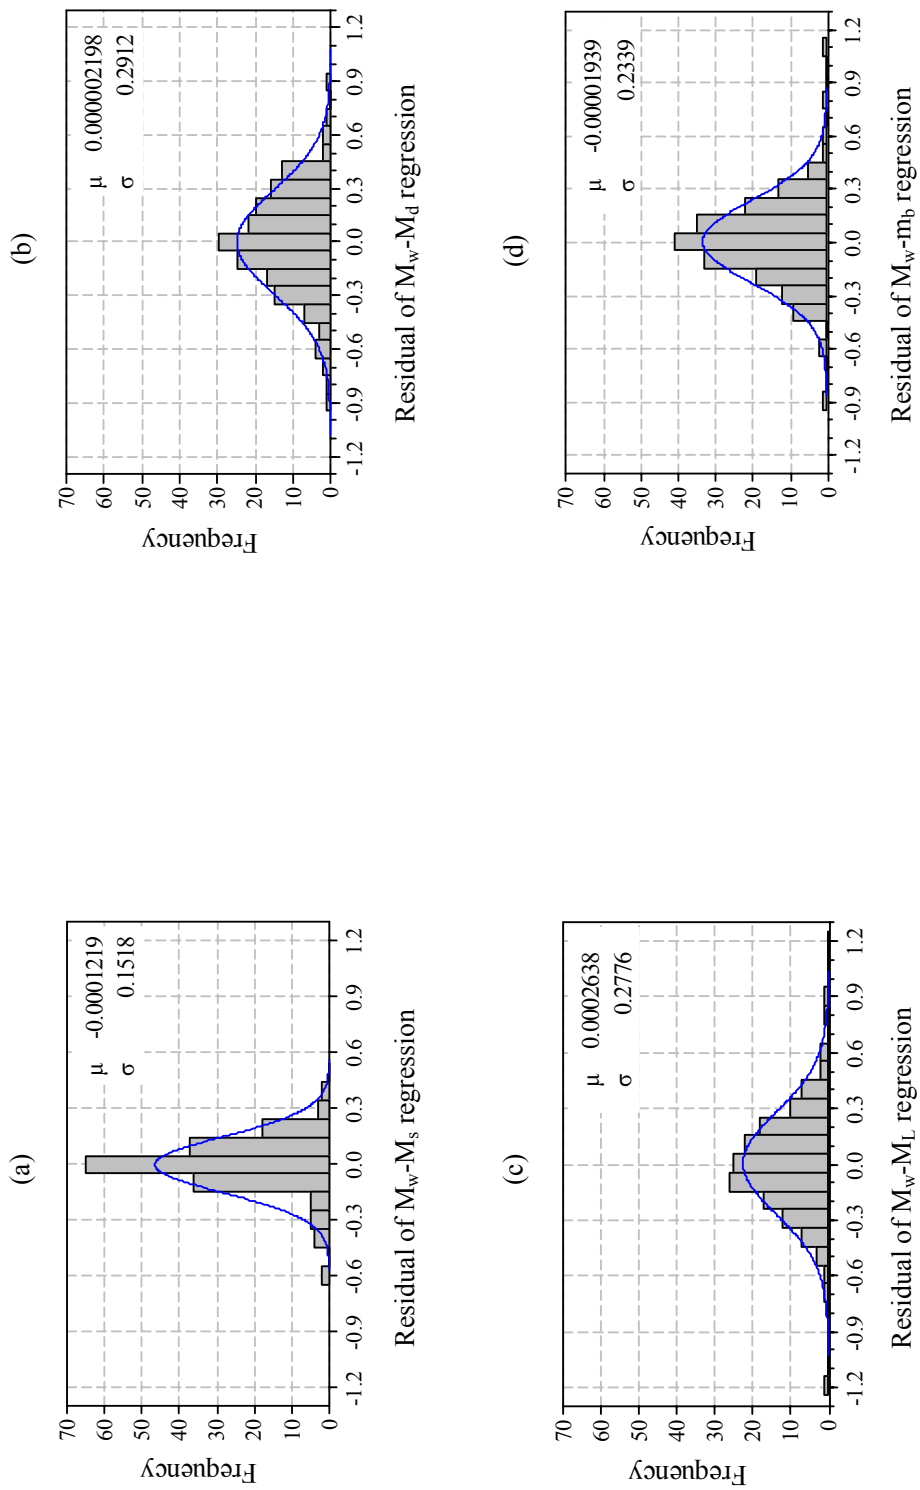 (a)
μ -0.0001219
σ 0.1518
Frequency
70
60
50
40
30
20
10
0
-1.2 -0.9 -0.6 -0.3 0.0 0.3 0.6 0.9 1.2
Residual of Mw-Ms regression
(b)
μ 0.000002198
σ 0.2912
Frequency
70
60
50
40
30
20
10
0
-1.2 -0.9 -0.6 -0.3 0.0 0.3 0.6 0.9 1.2
Residual of Mw-Md regression
(c)
μ 0.0002638
σ 0.2776
Frequency
70
60
50
40
30
20
10
0
-1.2 -0.9 -0.6 -0.3 0.0 0.3 0.6 0.9 1.2
Residual of Mw-ML regression
(d)
μ -0.00001939
σ 0.2339
Frequency
70
60
50
40
30
20
10
0
-1.2 -0.9 -0.6 -0.3 0.0 0.3 0.6 0.9 1.2
Residual of Mw-mb regression